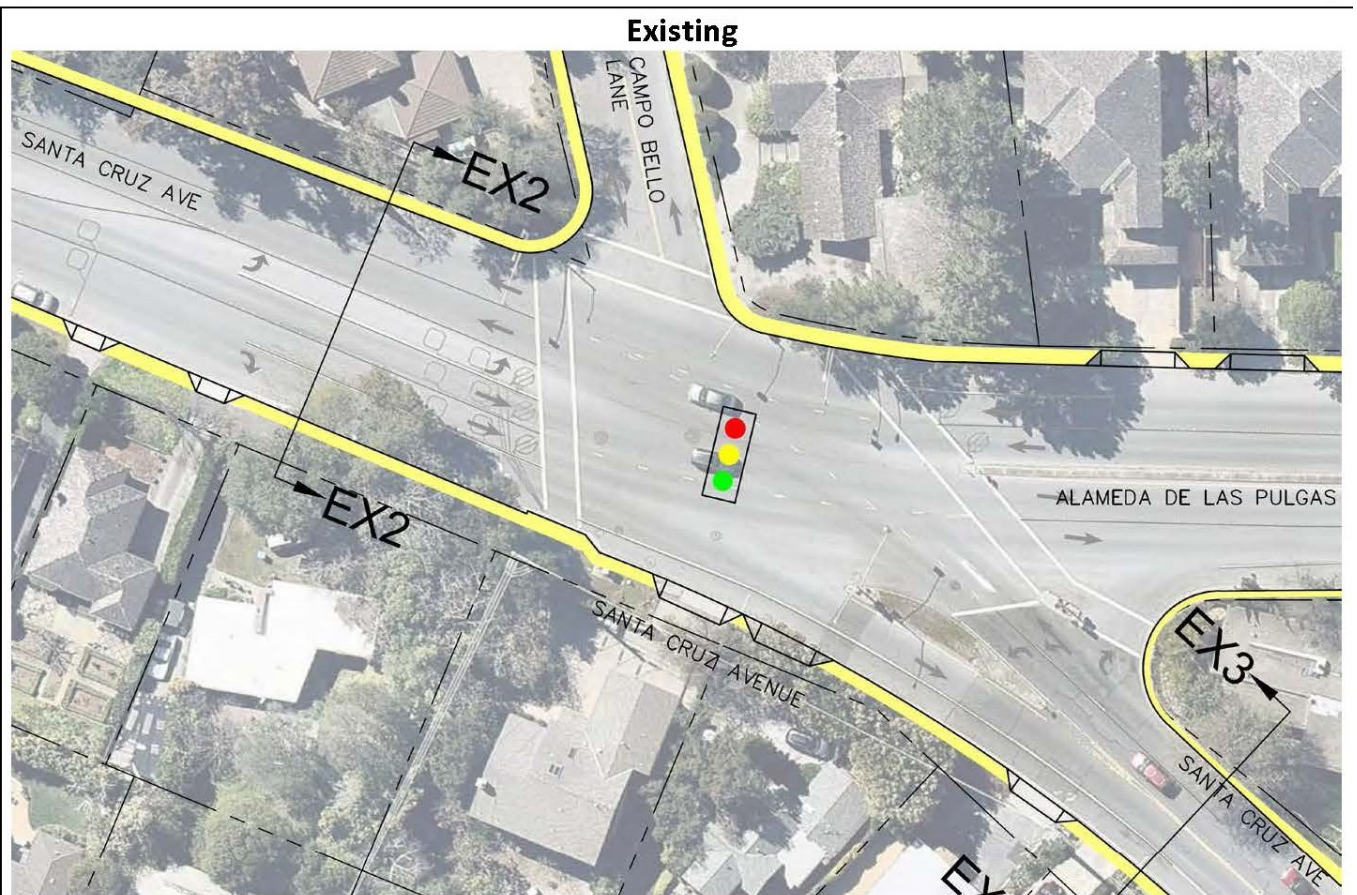 Existing
SANTA CRUZ AVE
CAMPO BELLO
LANE
EX2
EX2
ALAMEDA DE LAS PULGAS
SANTA CRUZ AVENUE
EX3
SANTA CRUZ AVE
EX